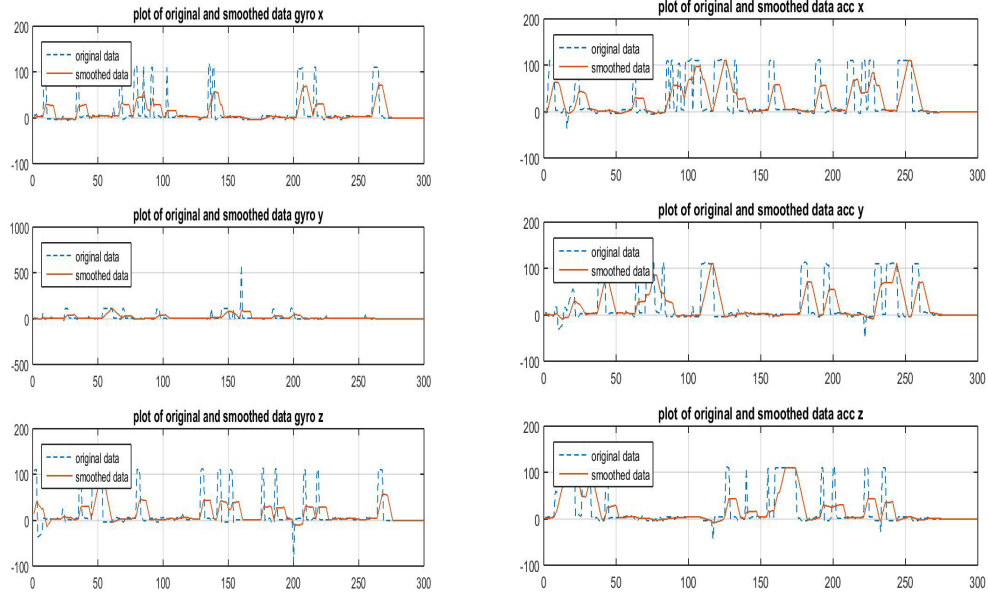 plot of original and smoothed data gyro x
200
100
0
-100
original data
smoothed data
0 50 100 150 200 250 300
plot of original and smoothed data gyro y
1000
500
0
-500
original data
smoothed data
0 50 100 150 200 250 300
plot of original and smoothed data gyro z
200
100
0
-100
original data
smoothed data
0 50 100 150 200 250 300
plot of original and smoothed data acc x
200
100
0
-100
original data
smoothed data
0 50 100 150 200 250 300
plot of original and smoothed data acc y
200
100
0
-100
original data
smoothed data
0 50 100 150 200 250 300
plot of original and smoothed data acc z
200
100
0
-100
original data
smoothed data
0 50 100 150 200 250 300